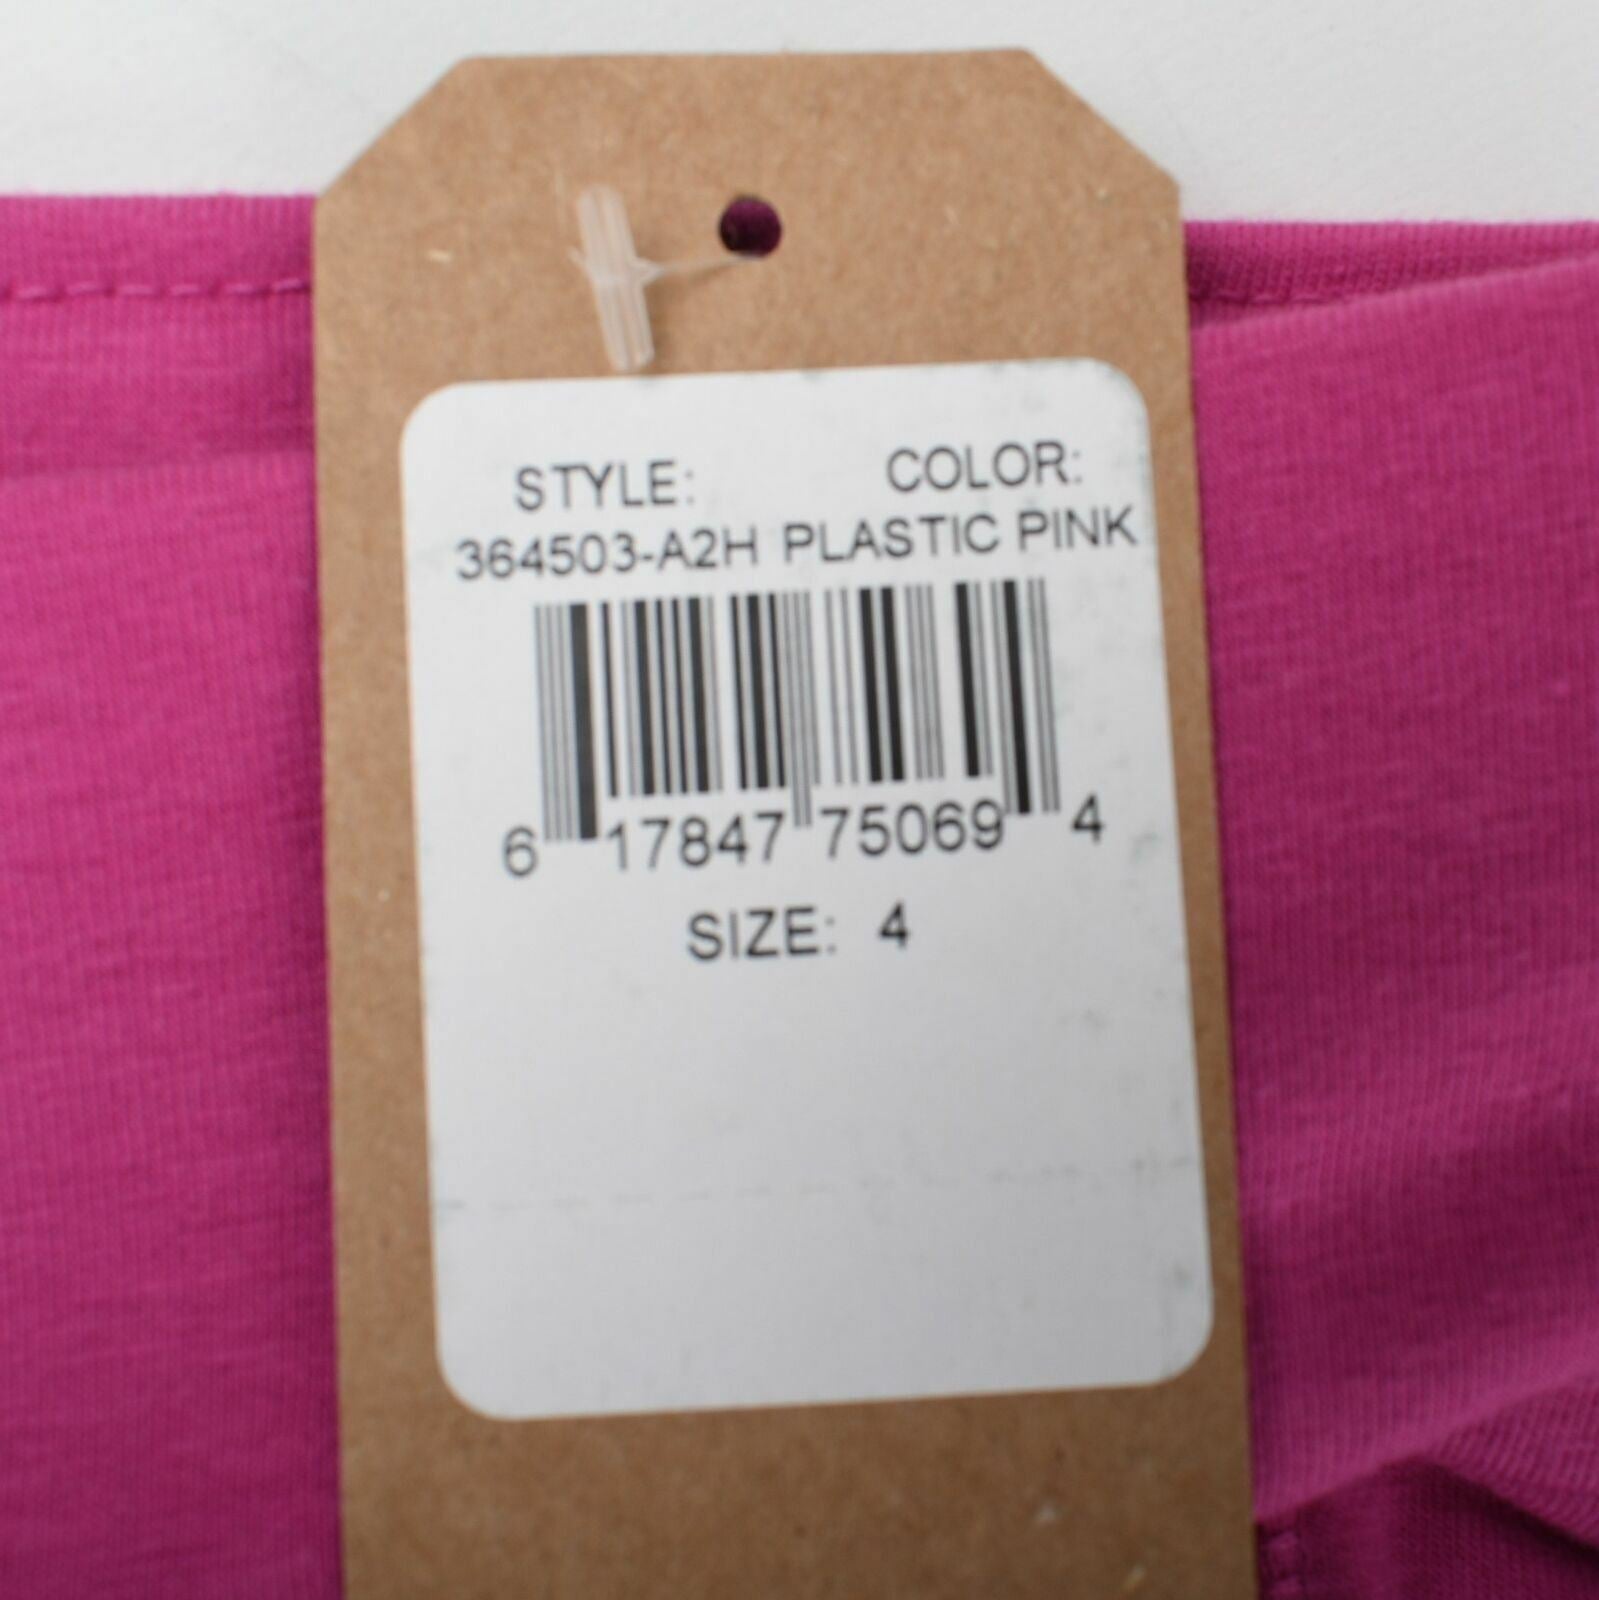 STYLE: COLOR:
364503-A2H PLASTIC PINK
6 17847 75069 4
SIZE: 4